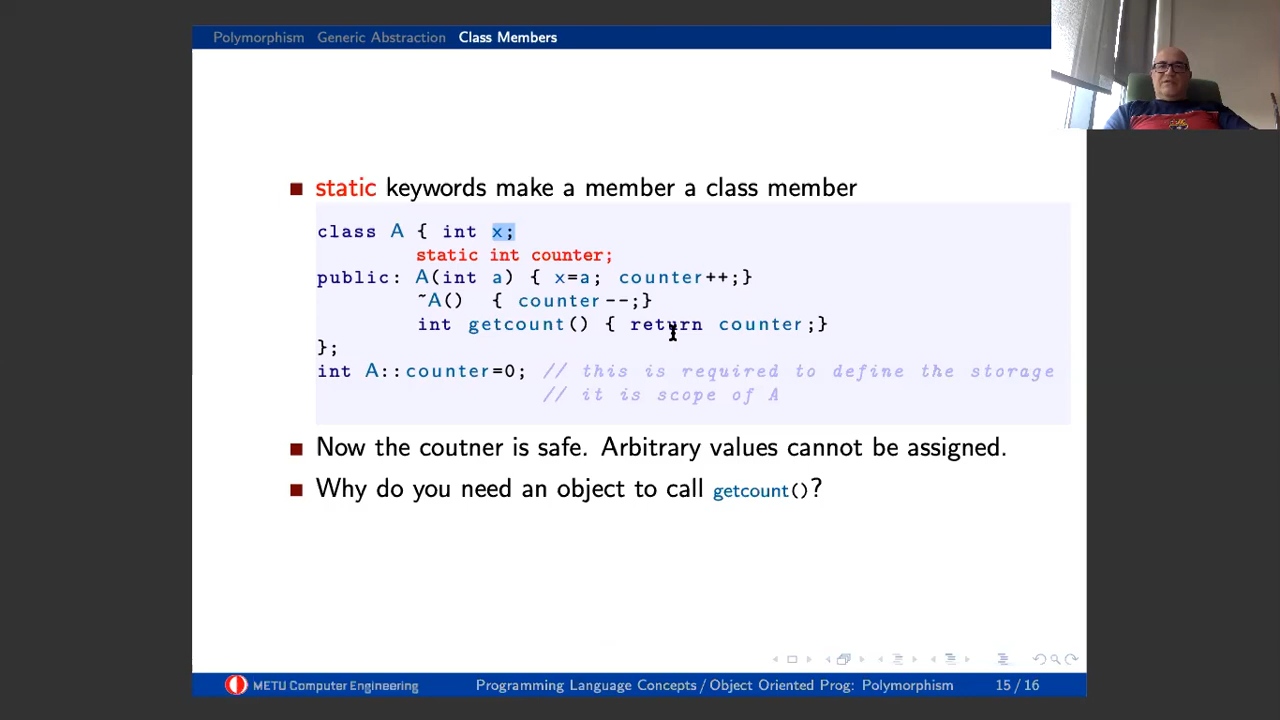 Polymorphism Generic Abstraction Class Members
static keywords make a member a class member
class A { int x;
static int counter;
public: A(int a) { x=a; counter++;}
~A() { counter--;}
int getcount() { return counter;}
};
int A::counter=0; // this is required to define the storage
// it is scope of A
Now the coutner is safe. Arbitrary values cannot be assigned.
Why do you need an object to call getcount()?
METU Computer Engineering Programming Language Concepts/Object Oriented Prog: Polymorphism 15/16